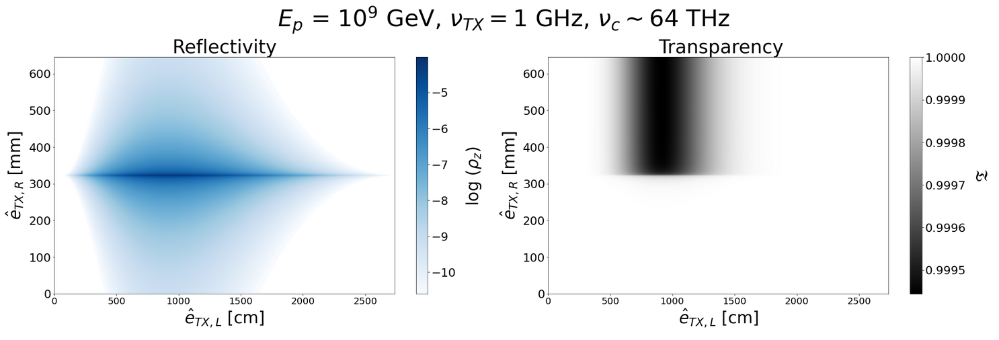 E_p = 10⁹ GeV, ν_TX = 1 GHz, ν_c ~ 64 THz
Reflectivity
600
500
400
300
200
100
0
ê_TX,R [mm]
0 500 1000 1500 2000 2500
ê_TX,L [cm]
−5
−6
−7
−8
−9
−10
log (ρ_z)
Transparency
600
500
400
300
200
100
0
ê_TX,R [mm]
0 500 1000 1500 2000 2500
ê_TX,L [cm]
1.0000
0.9999
0.9998
0.9997
0.9996
0.9995